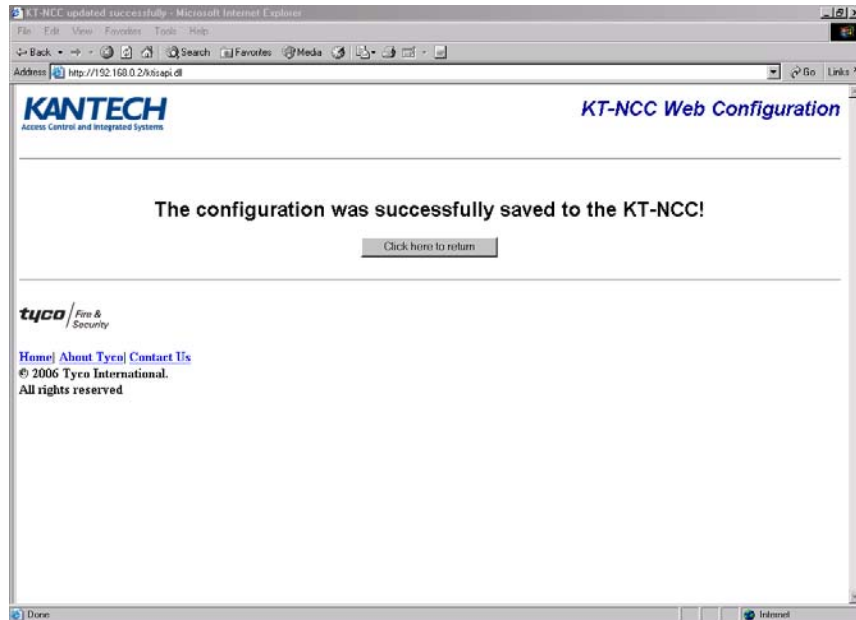 KT-NCC updated successfully - Microsoft Internet Explorer
File Edit View Favorites Tools Help
Back Search Favorites Media
Address http://192.168.0.2/ktisapi.dll Go Links
KANTECH
Access Control and Integrated Systems
KT-NCC Web Configuration
The configuration was successfully saved to the KT-NCC!
Click here to return
tyco Fire & Security
Home| About Tyco| Contact Us
© 2006 Tyco International.
All rights reserved
Done Internet